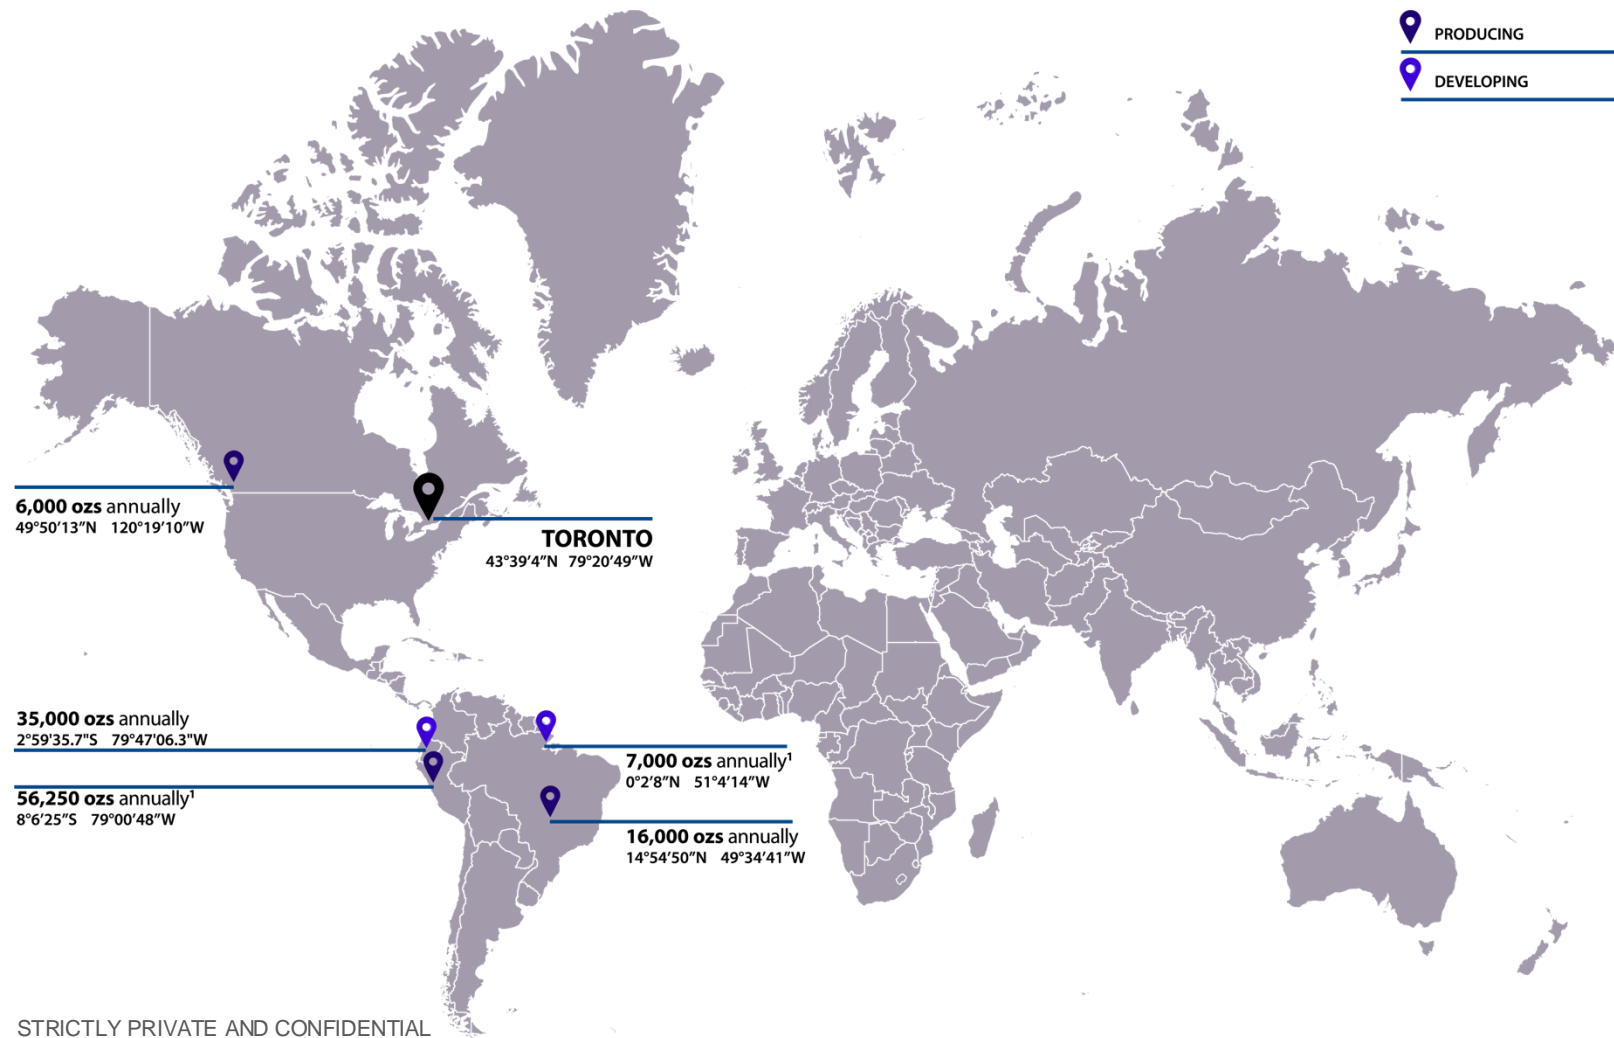 PRODUCING
DEVELOPING
6,000 ozs annually
49°50′13″N 120°19′10″W
TORONTO
43°39′4″N 79°20′49″W
35,000 ozs annually
2°59'35.7"S 79°47'06.3"W
56,250 ozs annually¹
8°6′25″S 79°00′48″W
7,000 ozs annually¹
0°2′8″N 51°4′14″W
16,000 ozs annually
14°54′50″N 49°34′41″W
STRICTLY PRIVATE AND CONFIDENTIAL